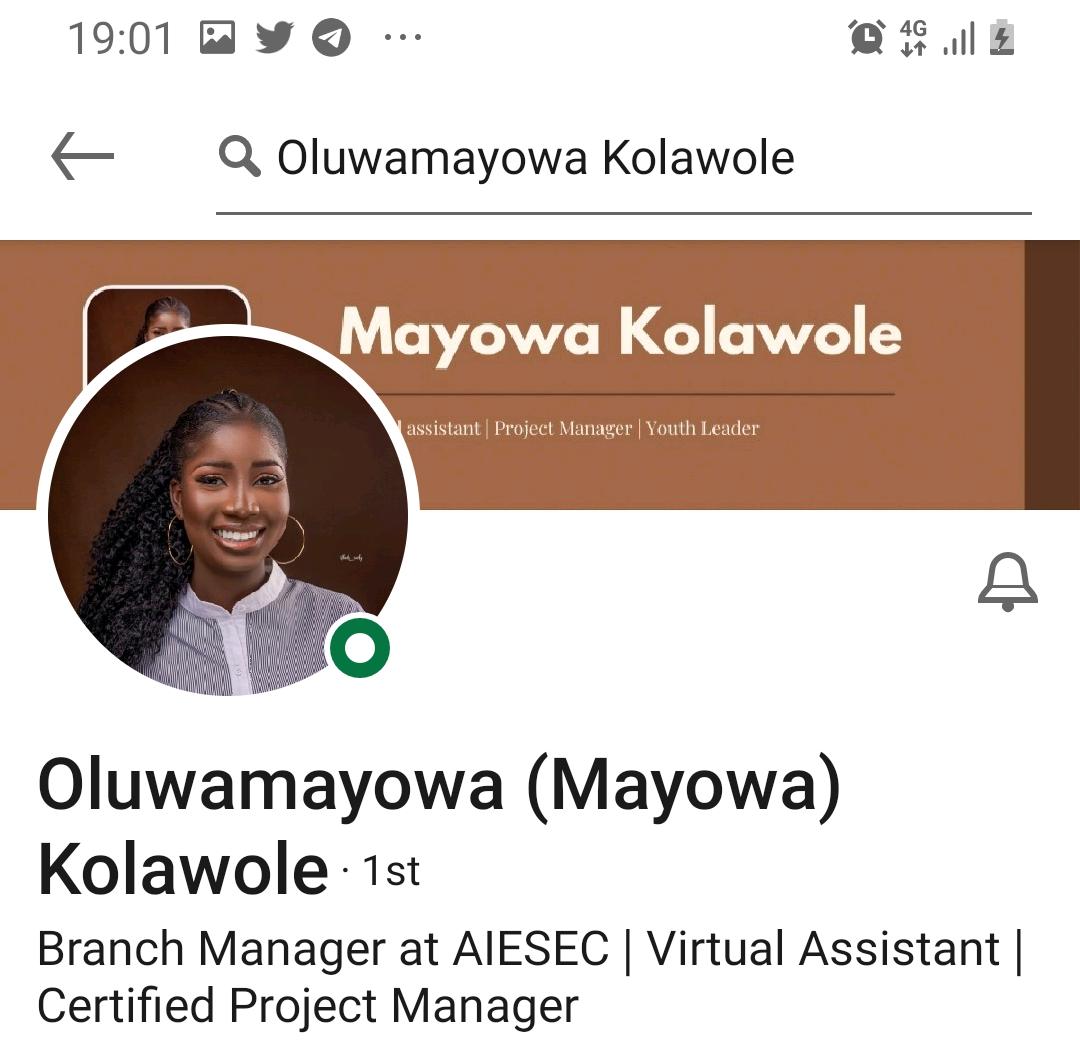 19:01
4G
Oluwamayowa Kolawole
Mayowa Kolawole
assistant | Project Manager | Youth Leader
Oluwamayowa (Mayowa)
Kolawole · 1st
Branch Manager at AIESEC | Virtual Assistant |
Certified Project Manager